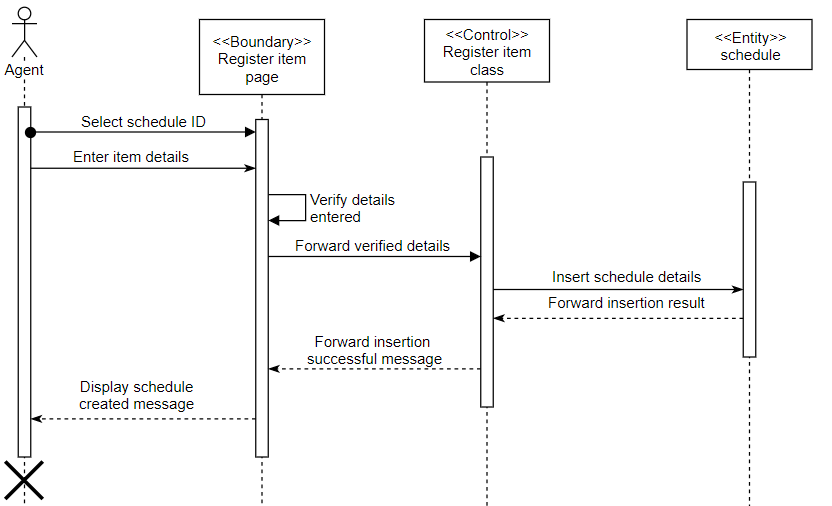 Agent
<<Boundary>>
Register item
page
<<Control>>
Register item
class
<<Entity>>
schedule
Select schedule ID
Enter item details
Verify details
entered
Forward verified details
Insert schedule details
Forward insertion result
Forward insertion
successful message
Display schedule
created message